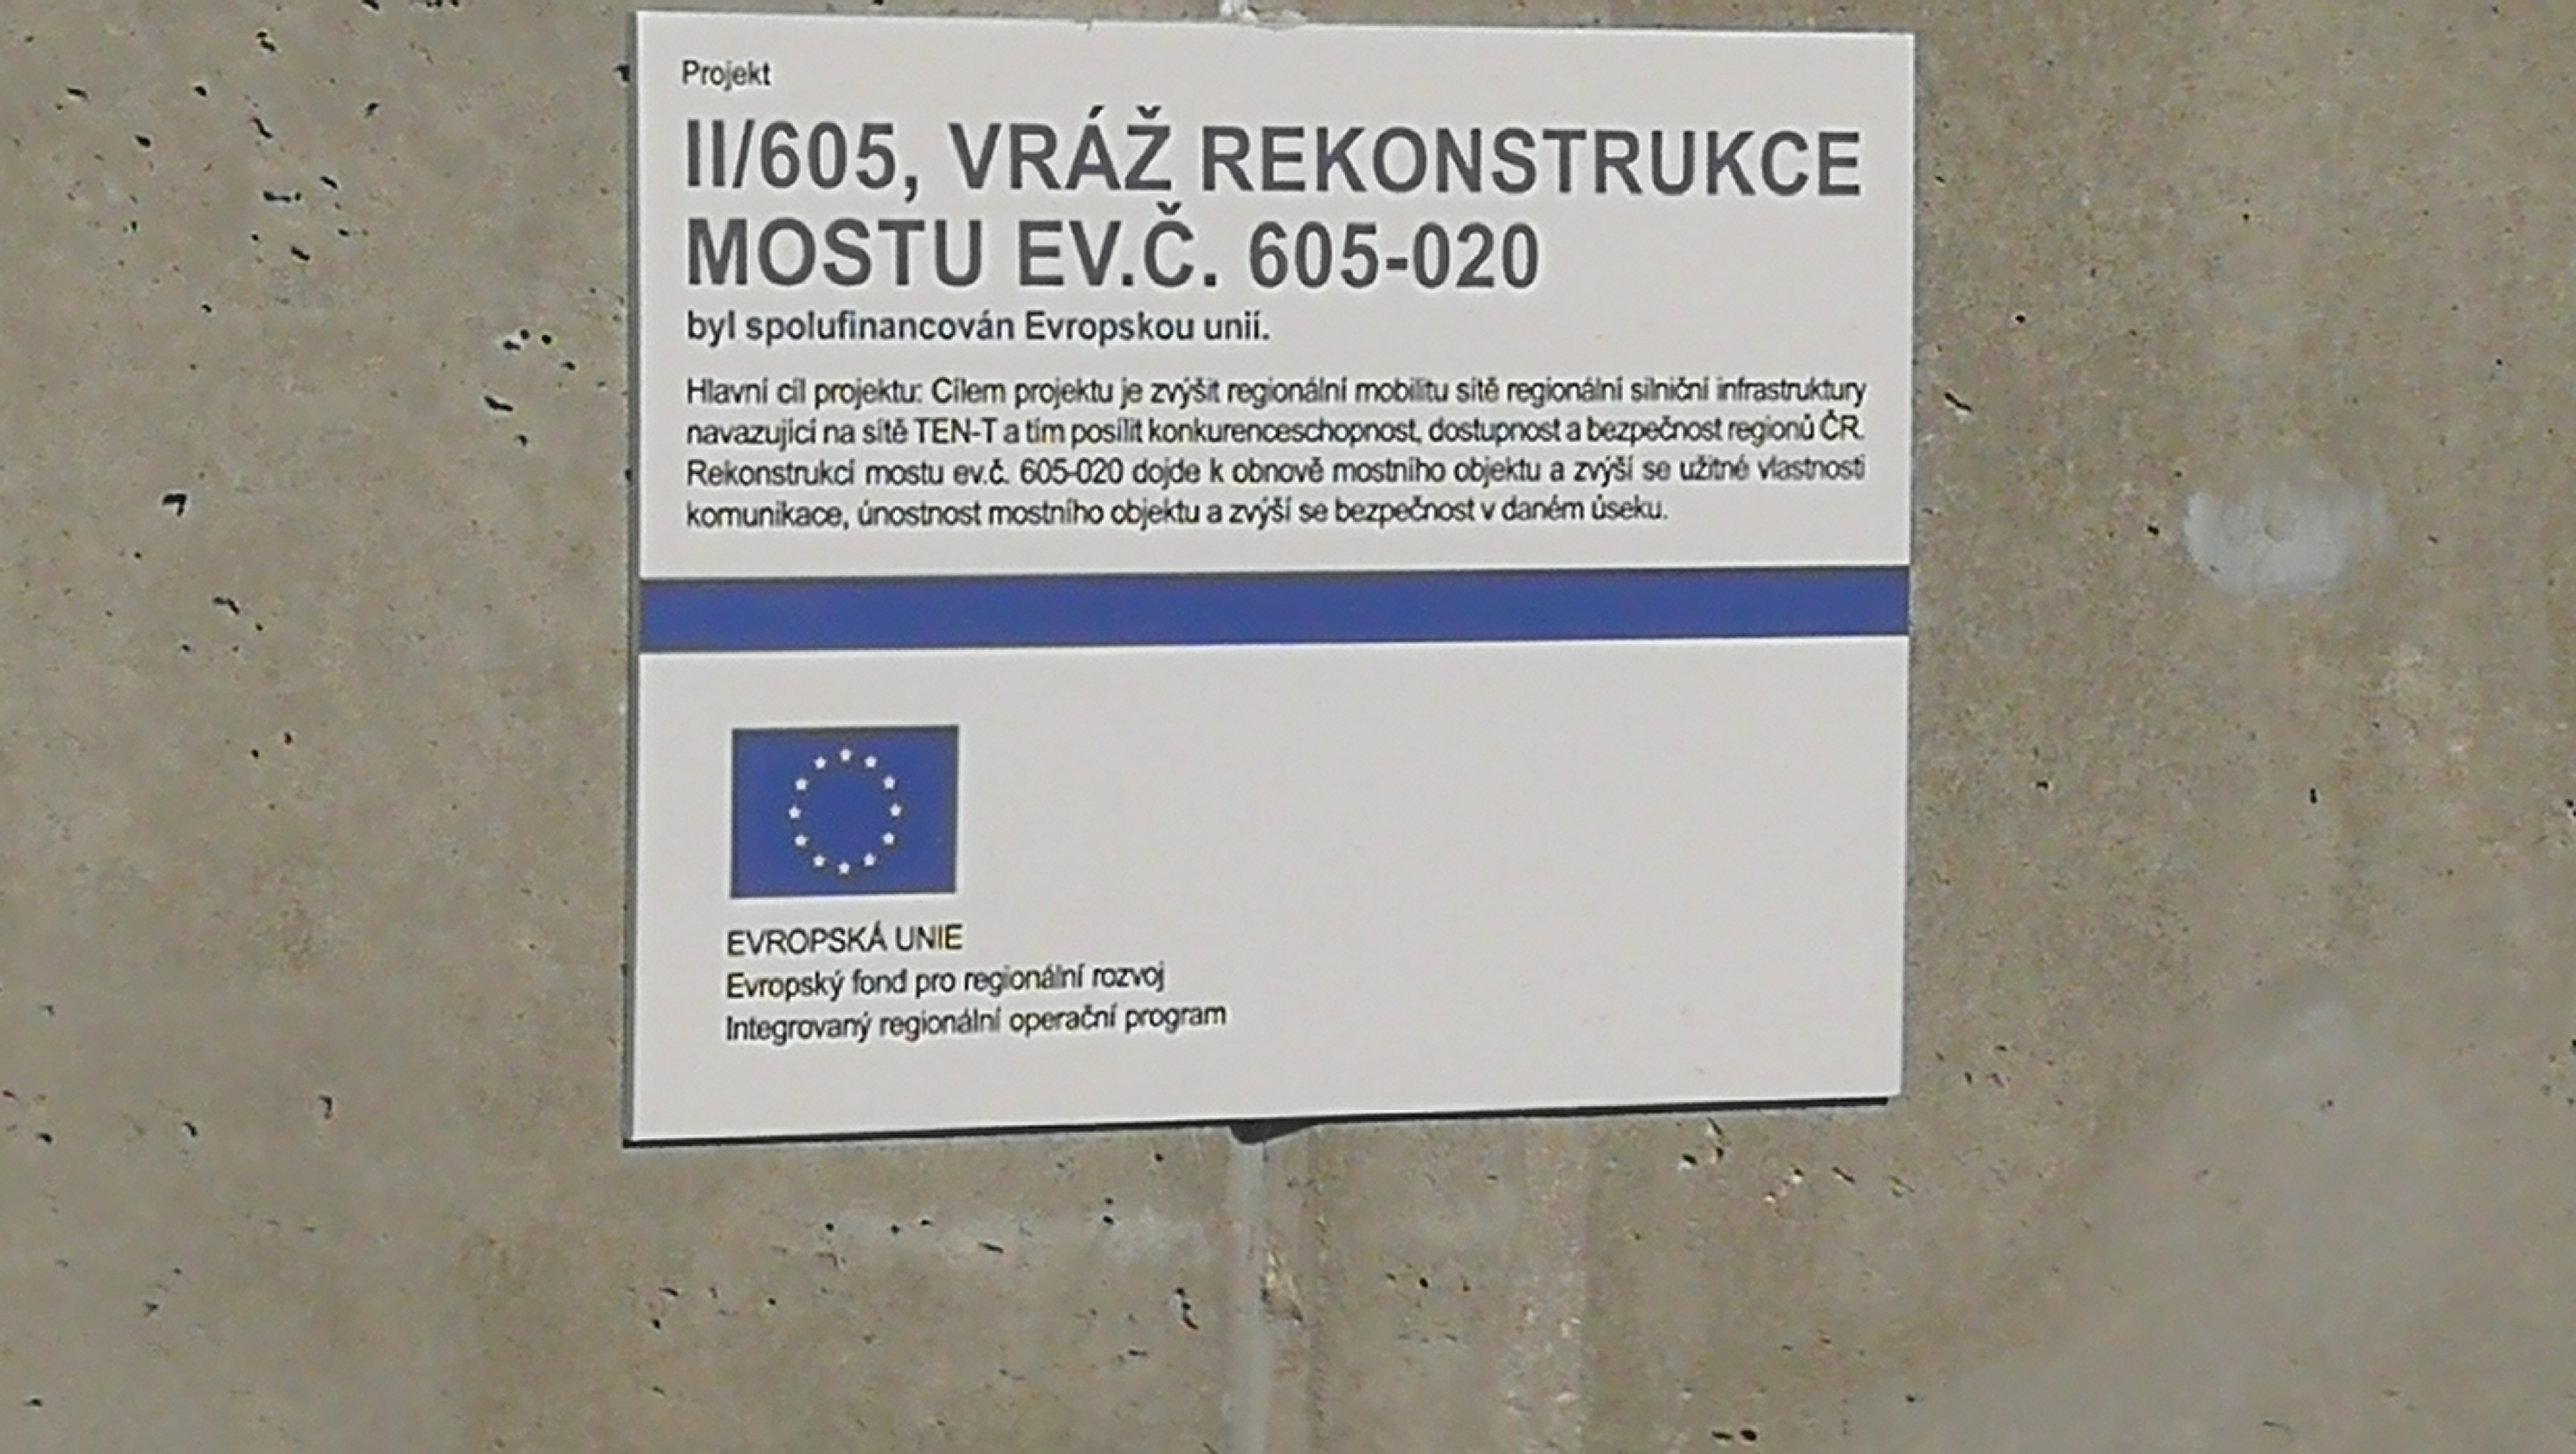 Projekt
II/605, VRÁŽ REKONSTRUKCE
MOSTU EV.Č. 605-020
byl spolufinancován Evropskou unií.
Hlavní cíl projektu: Cílem projektu je zvýšit regionální mobilitu sítě regionální silniční infrastruktury
navazující na sítě TEN-T a tím posílit konkurenceschopnost, dostupnost a bezpečnost regionů ČR.
Rekonstrukcí mostu ev.č. 605-020 dojde k obnově mostního objektu a zvýší se užitné vlastnosti
komunikace, únostnost mostního objektu a zvýší se bezpečnost v daném úseku.
EVROPSKÁ UNIE
Evropský fond pro regionální rozvoj
Integrovaný regionální operační program